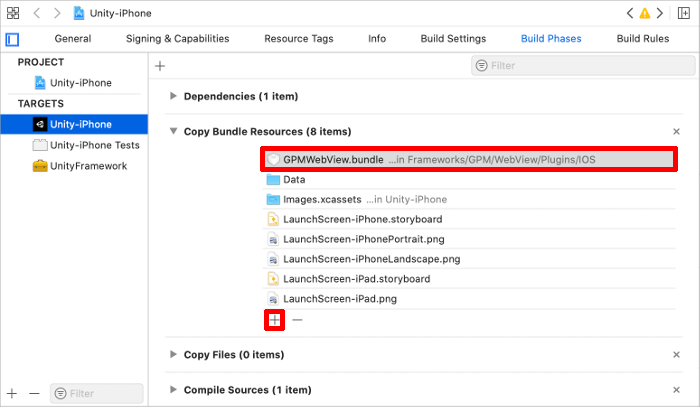 Unity-iPhone
General Signing & Capabilities Resource Tags Info Build Settings Build Phases Build Rules
PROJECT
Unity-iPhone
TARGETS
Unity-iPhone
Unity-iPhone Tests
UnityFramework
Filter
Filter
Dependencies (1 item)
Copy Bundle Resources (8 items)
GPMWebView.bundle ...in Frameworks/GPM/WebView/Plugins/IOS
Data
Images.xcassets ...in Unity-iPhone
LaunchScreen-iPhone.storyboard
LaunchScreen-iPhonePortrait.png
LaunchScreen-iPhoneLandscape.png
LaunchScreen-iPad.storyboard
LaunchScreen-iPad.png
Copy Files (0 items)
Compile Sources (1 item)